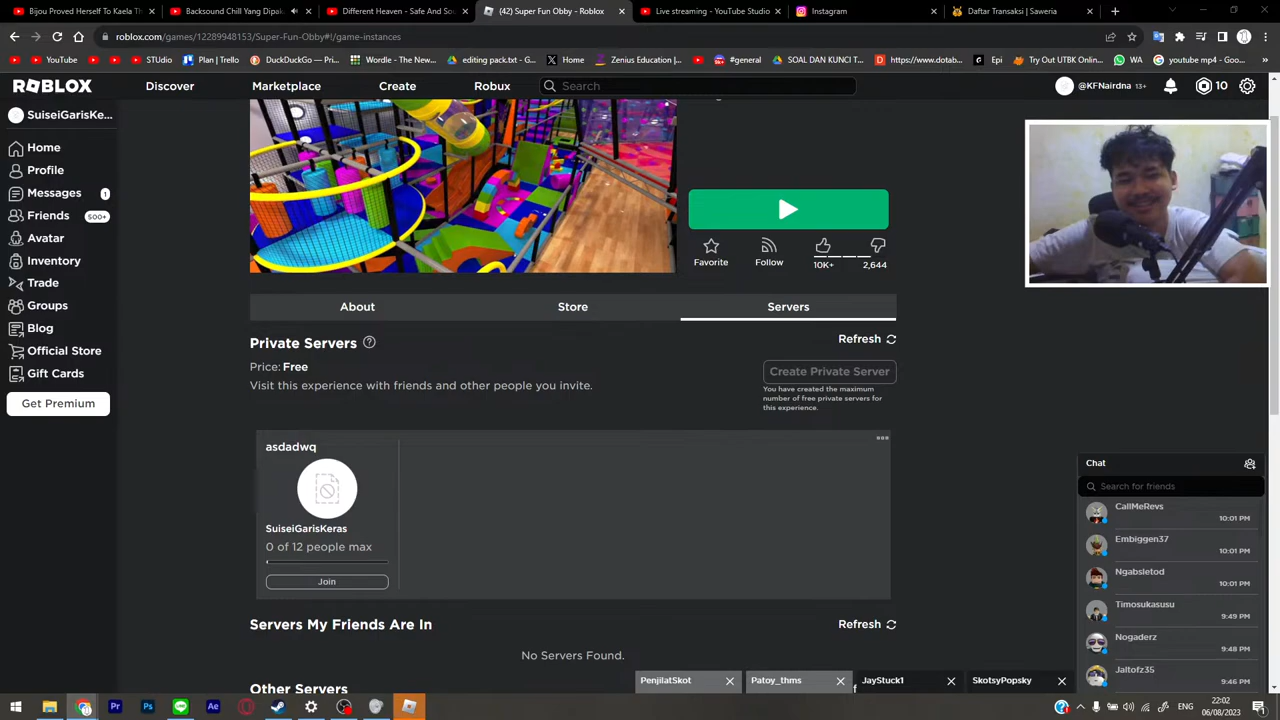 Bijou Proved Herself To Kaela Th
Backsound Chill Yang Dipak
Different Heaven - Safe And So
(42) Super Fun Obby - Roblox
Live streaming - YouTube Studio
Instagram
Daftar Transaksi | Saweria
roblox.com/games/12289948153/Super-Fun-Obby#!/game-instances
YouTube
STUdio
Plan | Trello
DuckDuckGo — Pri...
Wordle - The New...
editing pack.txt - G...
Home
Zenius Education |...
#general
SOAL DAN KUNCI T...
https://www.dotab...
Epi
Try Out UTBK Online
WA
youtube mp4 - Goo...
ROBLOX
Discover
Marketplace
Create
Robux
Search
@KFNairdna 13+
10
SuiseiGarisKe...
Home
Profile
Messages 1
Friends 500+
Avatar
Inventory
Trade
Groups
Blog
Official Store
Gift Cards
Get Premium
Favorite
Follow
10K+
2,644
About
Store
Servers
Private Servers
Refresh
Price: Free
Create Private Server
Visit this experience with friends and other people you invite.
You have created the maximum
number of free private servers for
this experience.
asdadwq
SuiseiGarisKeras
0 of 12 people max
Join
Servers My Friends Are In
Refresh
No Servers Found.
Other Servers
Chat
Search for friends
CallMeRevs
10:01 PM
Embiggen37
10:01 PM
Ngabsletod
10:01 PM
Timosukasusu
9:49 PM
Nogaderz
9:48 PM
Jaltofz35
9:46 PM
PenjilatSkot
Patoy_thms
JayStuck1
SkotsyPopsky
ENG
22:02
06/08/2023